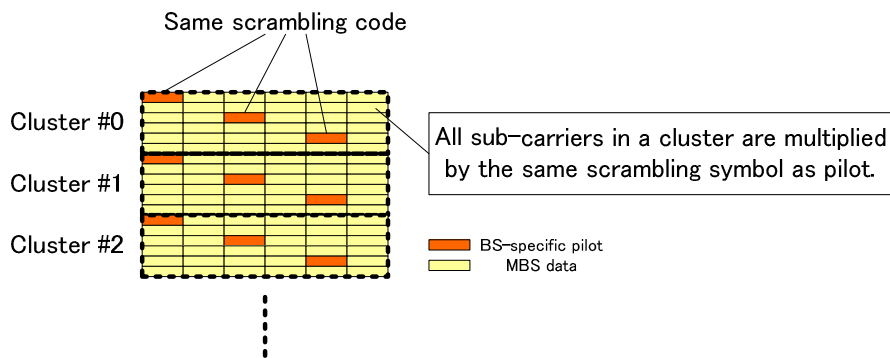 Same scrambling code
Cluster #0
All sub-carriers in a cluster are multiplied
by the same scrambling symbol as pilot.
Cluster #1
Cluster #2
BS-specific pilot
MBS data